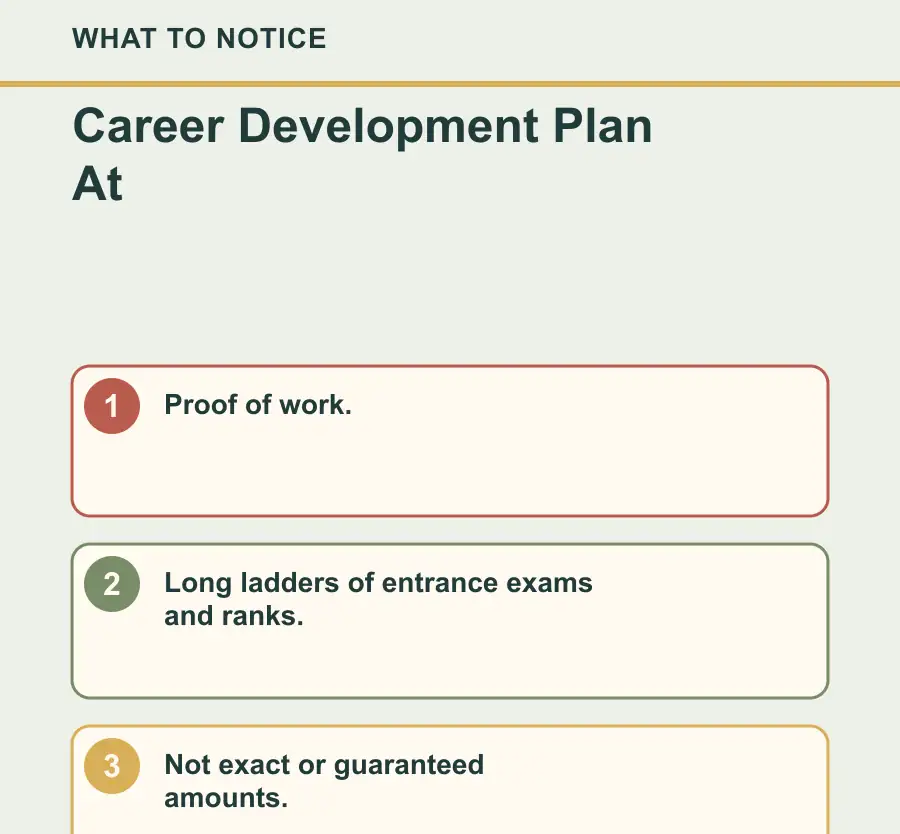 WHAT TO NOTICE
Career Development Plan
At
1
Proof of work.
2
Long ladders of entrance exams
and ranks.
3
Not exact or guaranteed
amounts.